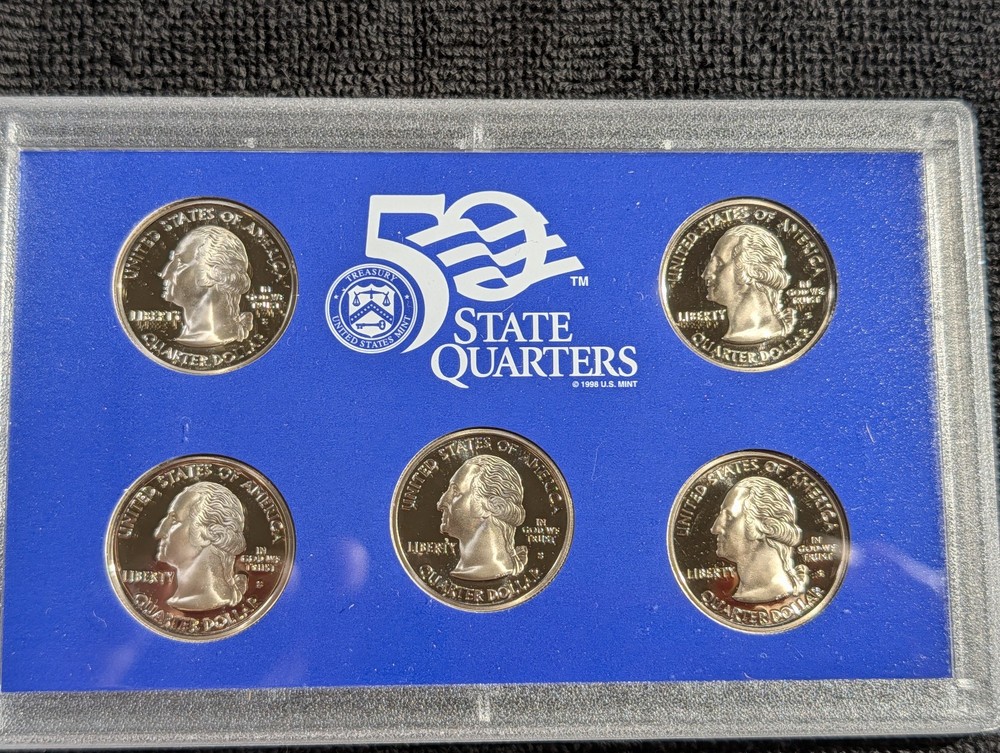 UNITED STATES OF AMERICA
LIBERTY
IN
GOD WE
TRUST
S
QUARTER DOLLAR
50
TM
TREASURY
UNITED STATES MINT
STATE
QUARTERS
© 1998 U.S. MINT
UNITED STATES OF AMERICA
LIBERTY
IN
GOD WE
TRUST
S
QUARTER DOLLAR
UNITED STATES OF AMERICA
LIBERTY
IN
GOD WE
TRUST
S
QUARTER DOLLAR
UNITED STATES OF AMERICA
LIBERTY
IN
GOD WE
TRUST
S
QUARTER DOLLAR
UNITED STATES OF AMERICA
LIBERTY
IN
GOD WE
TRUST
S
QUARTER DOLLAR